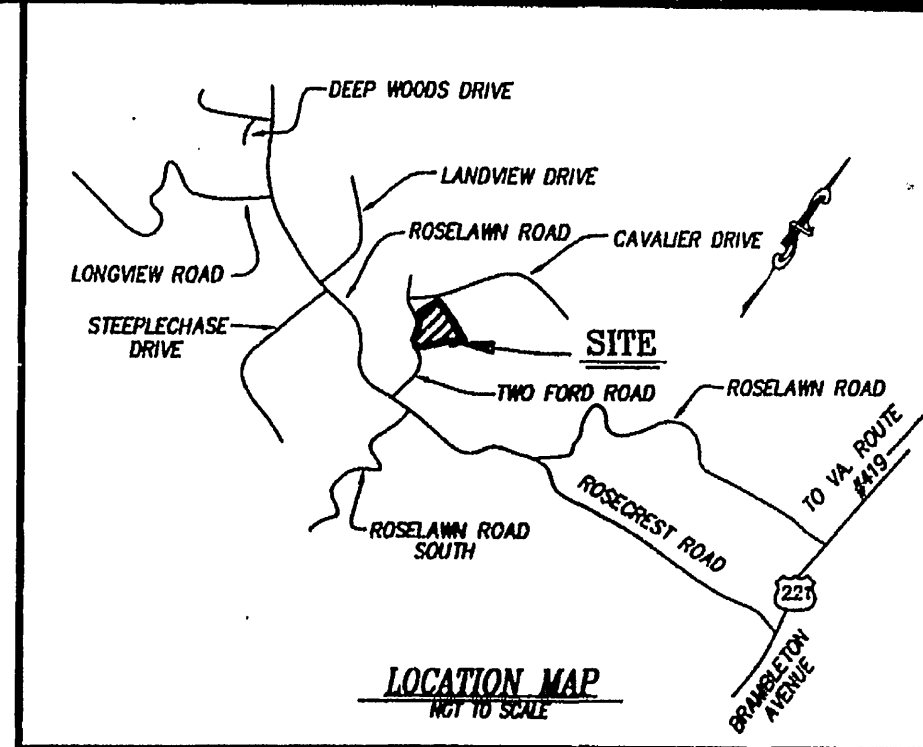 DEEP WOODS DRIVE
LANDVIEW DRIVE
ROSELAWN ROAD
CAVALIER DRIVE
LONGVIEW ROAD
STEEPLECHASE
DRIVE
SITE
TWO FORD ROAD
ROSELAWN ROAD
TO VA. ROUTE
#419
ROSECREST ROAD
ROSELAWN ROAD
SOUTH
221
BRAMBLETON
AVENUE
LOCATION MAP
NOT TO SCALE